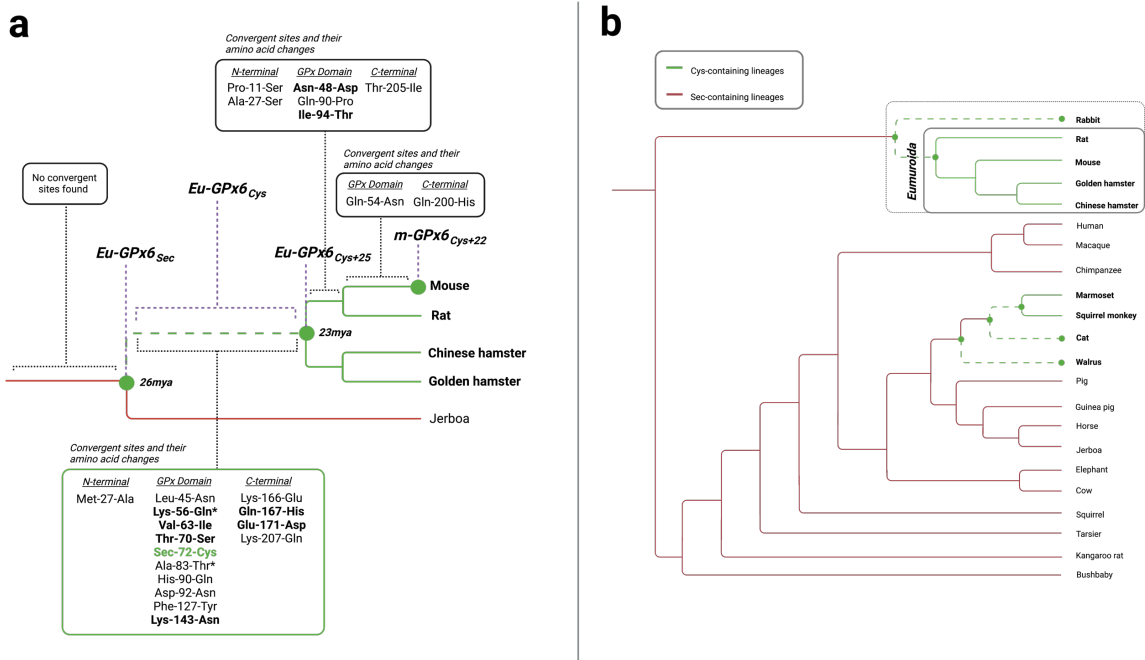 a
Convergent sites and their
amino acid changes
N-terminal GPx Domain C-terminal
Pro-11-Ser Asn-48-Asp Thr-205-Ile
Ala-27-Ser Gln-90-Pro
Ile-94-Thr
Convergent sites and their
amino acid changes
GPx Domain C-terminal
Gln-54-Asn Gln-200-His
No convergent
sites found
Eu-GPx6Cys
Eu-GPx6Sec
Eu-GPx6Cys+25
m-GPx6Cys+22
Mouse
Rat
23mya
Chinese hamster
26mya
Golden hamster
Jerboa
Convergent sites and their
amino acid changes
N-terminal GPx Domain C-terminal
Met-27-Ala Leu-45-Asn Lys-166-Glu
Lys-56-Gln* Gln-167-His
Val-63-Ile Glu-171-Asp
Thr-70-Ser Lys-207-Gln
Sec-72-Cys
Ala-83-Thr*
His-90-Gln
Asp-92-Asn
Phe-127-Tyr
Lys-143-Asn
b
Cys-containing lineages
Sec-containing lineages
Eumuroida
Rabbit
Rat
Mouse
Golden hamster
Chinese hamster
Human
Macaque
Chimpanzee
Marmoset
Squirrel monkey
Cat
Walrus
Pig
Guinea pig
Horse
Jerboa
Elephant
Cow
Squirrel
Tarsier
Kangaroo rat
Bushbaby